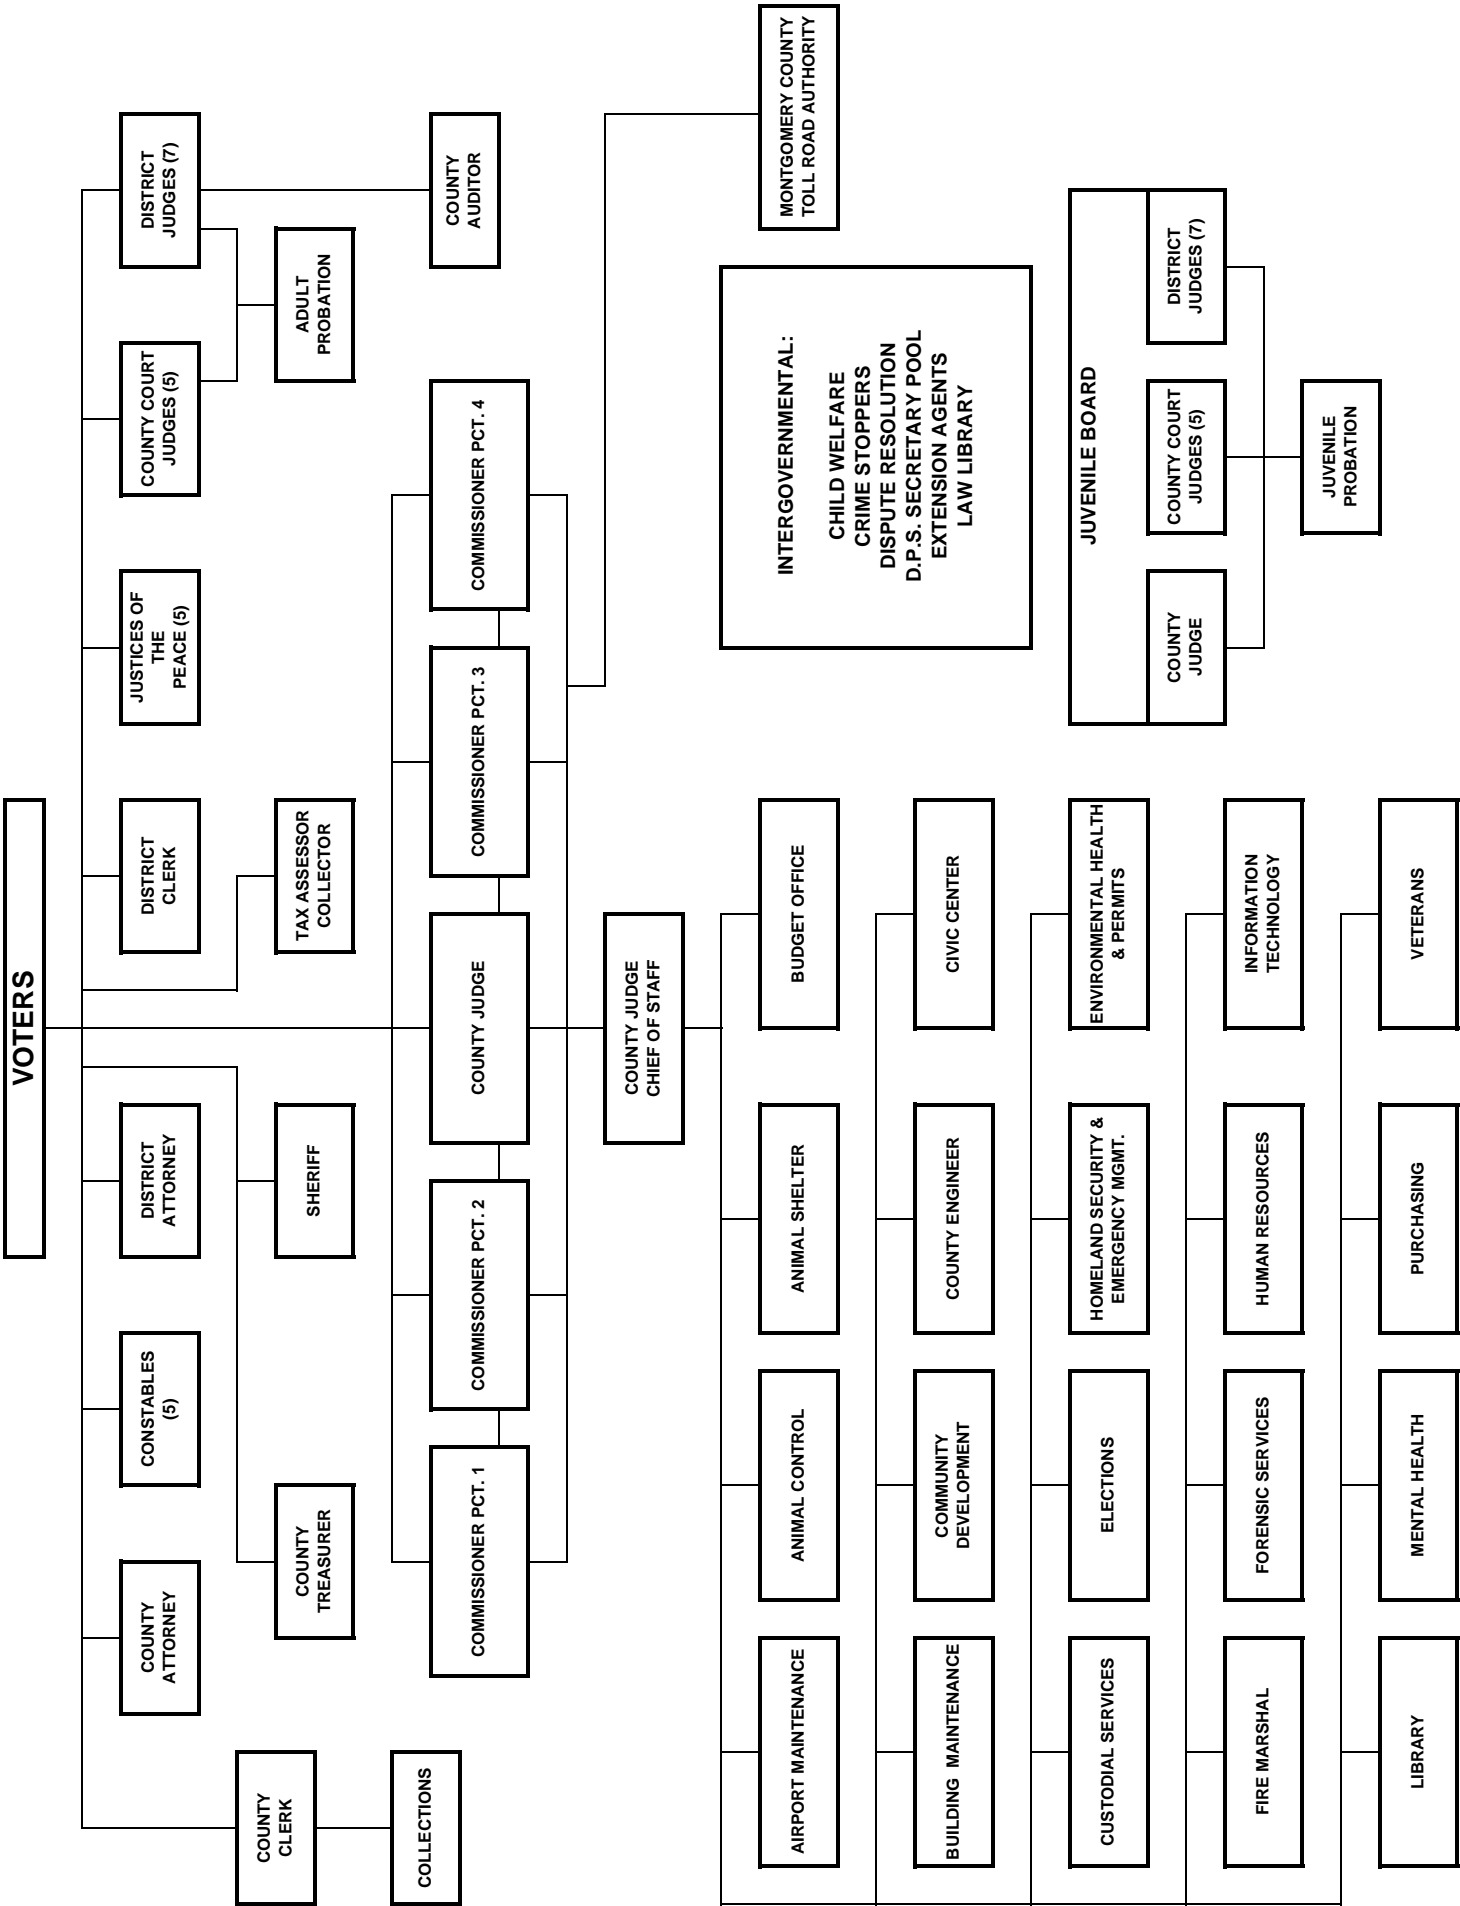 VOTERS
COUNTY
CLERK
COLLECTIONS
COUNTY
ATTORNEY
CONSTABLES
(5)
DISTRICT
ATTORNEY
DISTRICT
CLERK
JUSTICES OF
THE
PEACE (5)
COUNTY COURT
JUDGES (5)
DISTRICT
JUDGES (7)
COUNTY
TREASURER
SHERIFF
TAX ASSESSOR
COLLECTOR
ADULT
PROBATION
COMMISSIONER PCT. 1
COMMISSIONER PCT. 2
COUNTY JUDGE
COMMISSIONER PCT. 3
COMMISSIONER PCT. 4
COUNTY
AUDITOR
COUNTY JUDGE
CHIEF OF STAFF
AIRPORT MAINTENANCE
ANIMAL CONTROL
ANIMAL SHELTER
BUDGET OFFICE
MONTGOMERY COUNTY
TOLL ROAD AUTHORITY
BUILDING  MAINTENANCE
COMMUNITY
DEVELOPMENT
COUNTY ENGINEER
CIVIC CENTER
INTERGOVERNMENTAL:
CHILD WELFARE
CRIME STOPPERS
DISPUTE RESOLUTION
D.P.S. SECRETARY POOL
EXTENSION AGENTS
LAW LIBRARY
CUSTODIAL SERVICES
ELECTIONS
HOMELAND SECURITY &
EMERGENCY MGMT.
ENVIRONMENTAL HEALTH
& PERMITS
JUVENILE BOARD
COUNTY
JUDGE
COUNTY COURT
JUDGES (5)
DISTRICT
JUDGES (7)
FIRE MARSHAL
FORENSIC SERVICES
HUMAN RESOURCES
INFORMATION
TECHNOLOGY
JUVENILE
PROBATION
LIBRARY
MENTAL HEALTH
PURCHASING
VETERANS